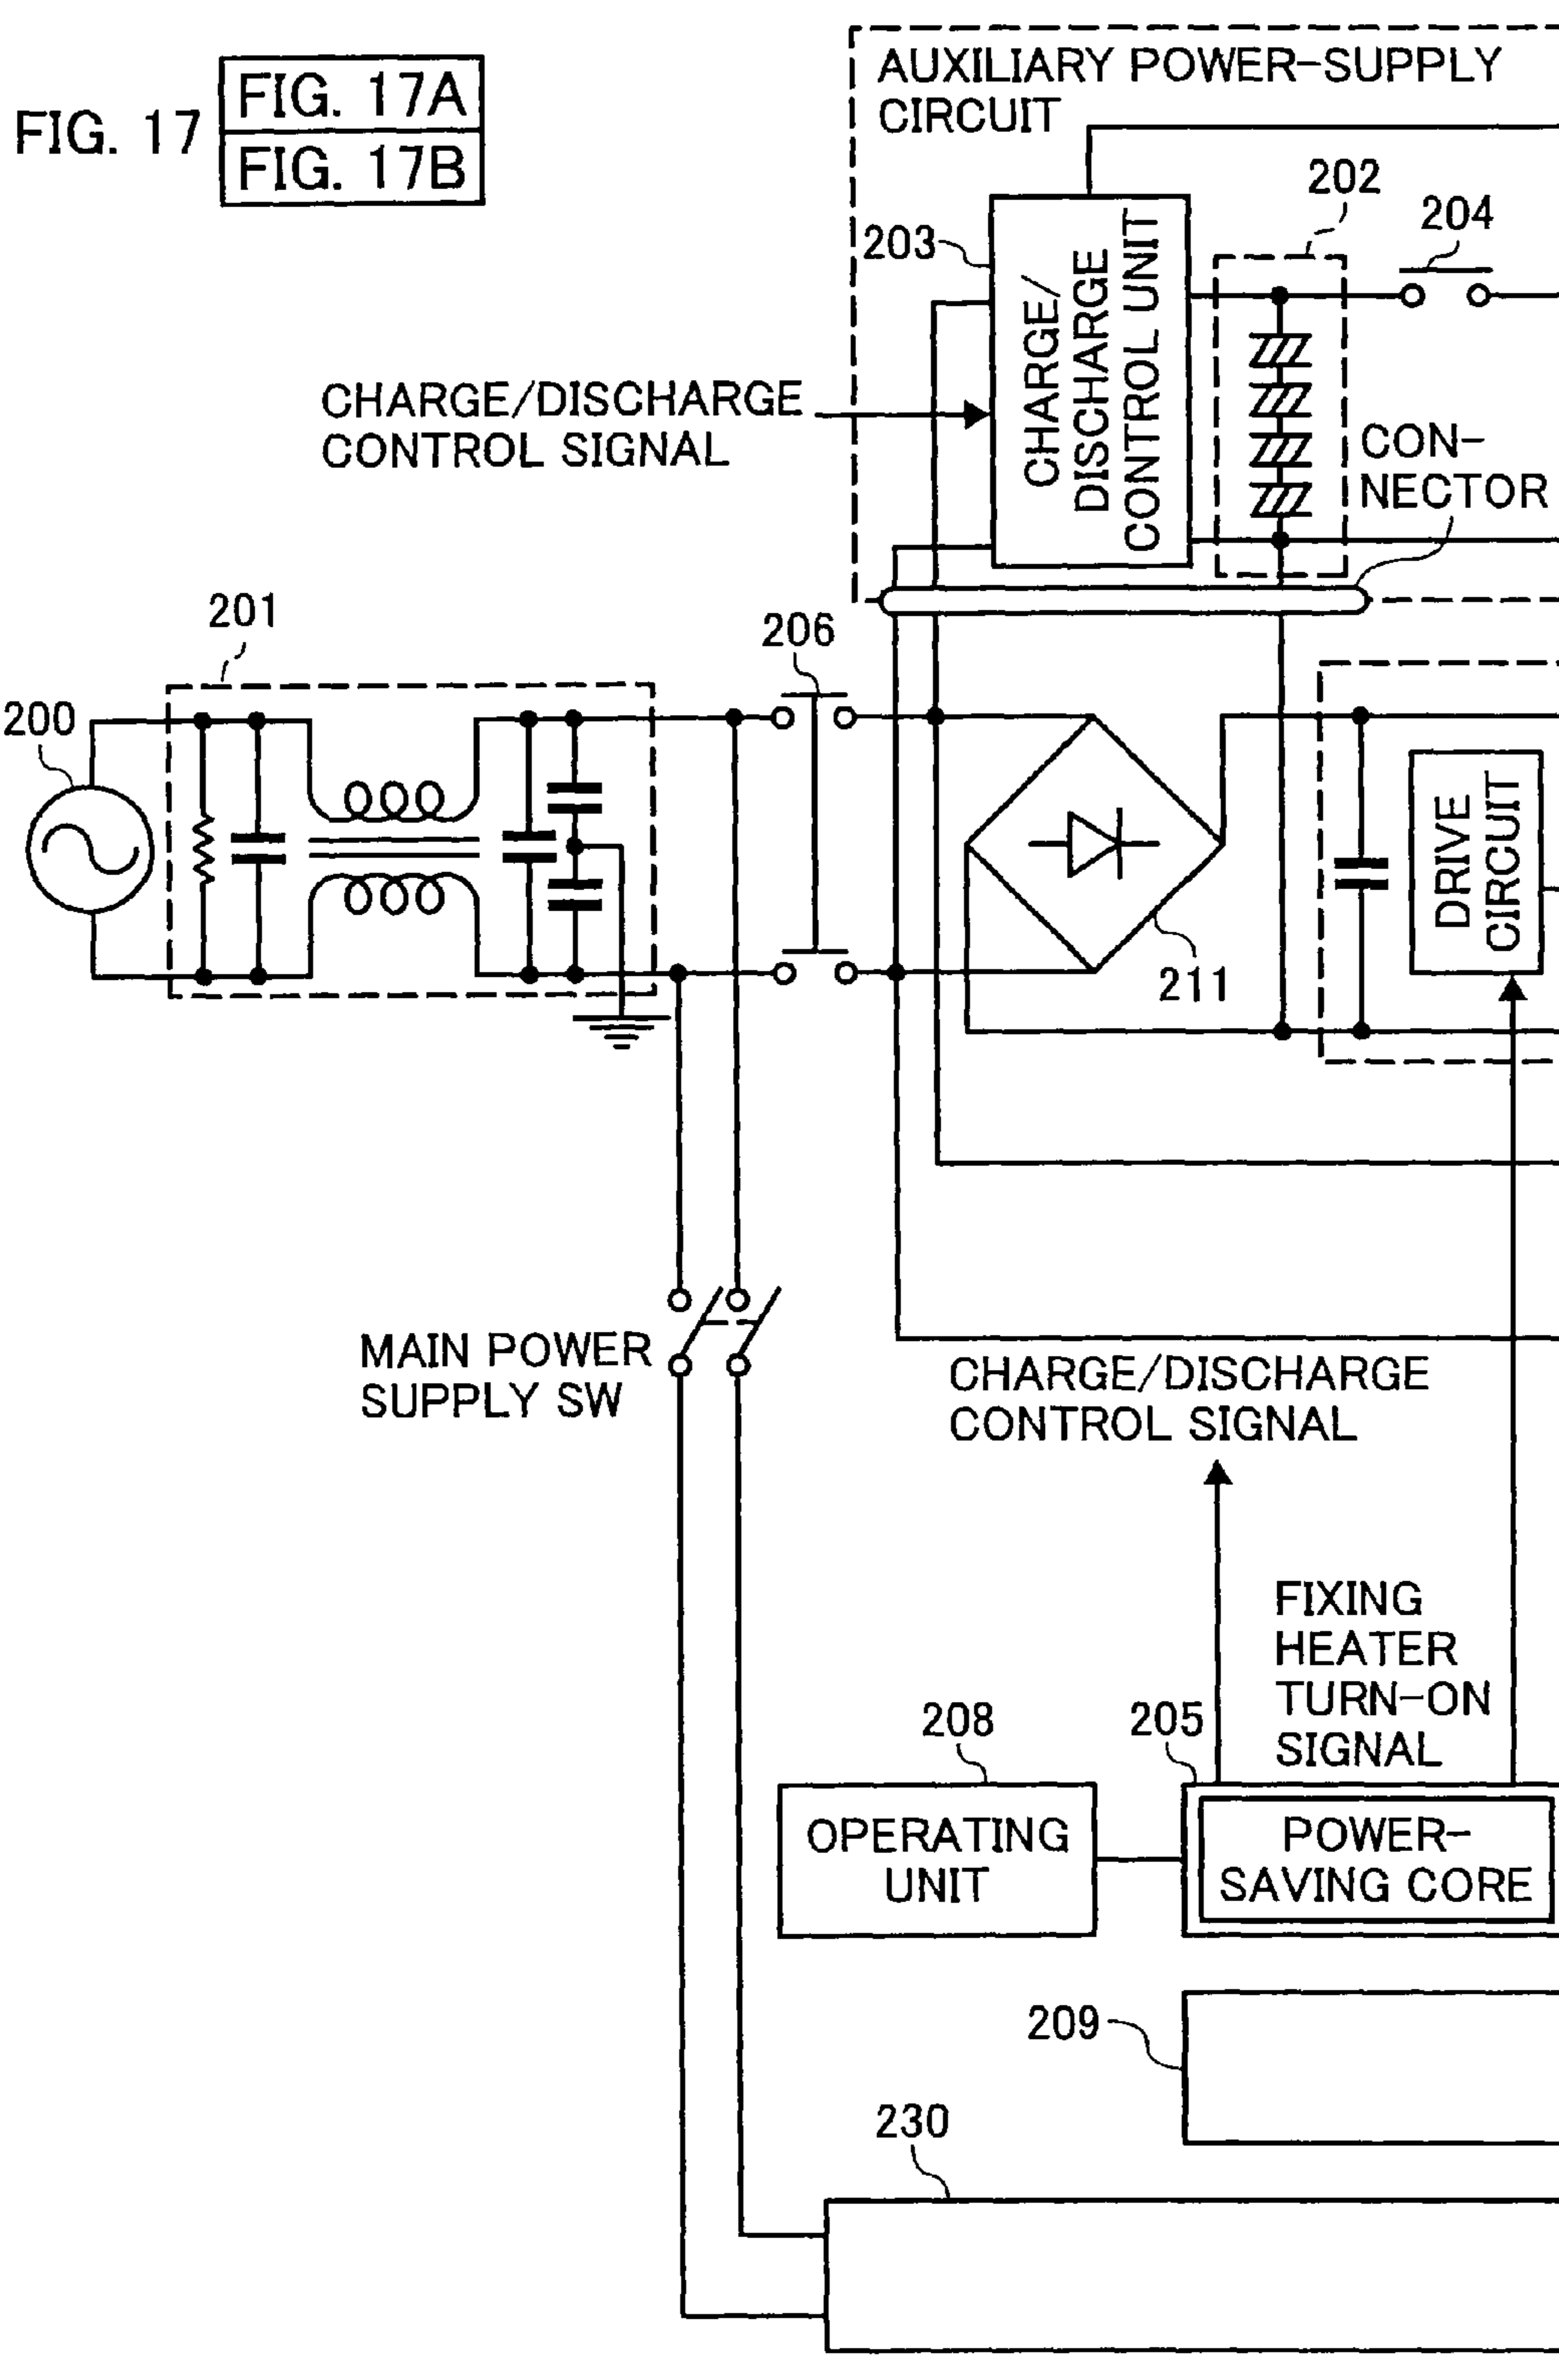 FIG. 17
FIG. 17A
FIG. 17B
AUXILIARY POWER-SUPPLY
CIRCUIT
202
204
203
CHARGE/
DISCHARGE
CONTROL UNIT
CHARGE/DISCHARGE
CONTROL SIGNAL
CON-
NECTOR
201
206
200
DRIVE
CIRCUIT
211
MAIN POWER
SUPPLY SW
CHARGE/DISCHARGE
CONTROL SIGNAL
FIXING
HEATER
TURN-ON
SIGNAL
208
205
OPERATING
UNIT
POWER-
SAVING CORE
209
230